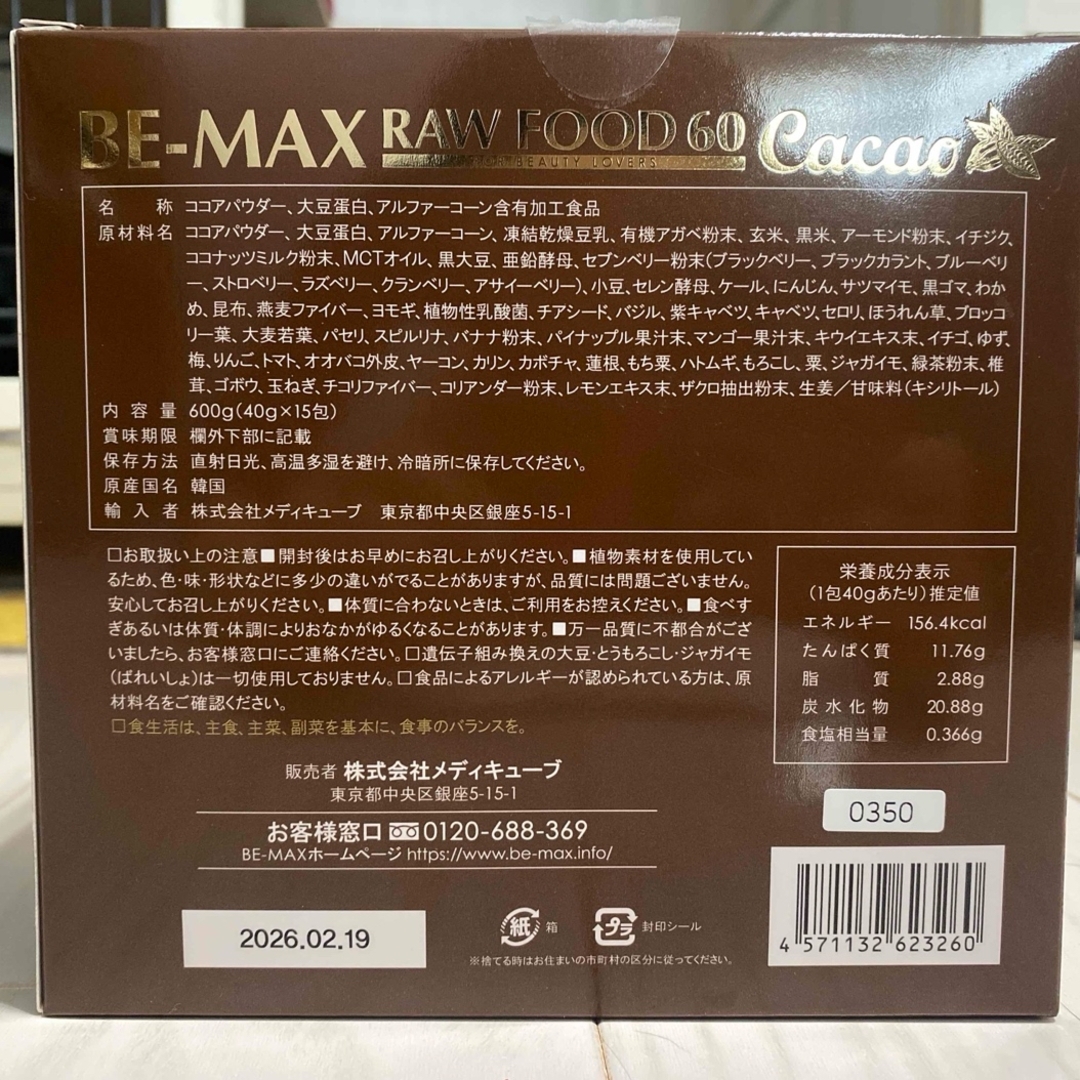 BE-MAX RAW FOOD 60 Cacao
FOR BEAUTY LOVERS
名　称 ココアパウダー、大豆蛋白、アルファーコーン含有加工食品
原材料名 ココアパウダー、大豆蛋白、アルファーコーン、凍結乾燥豆乳、有機アガベ粉末、玄米、黒米、アーモンド粉末、イチジク、
ココナッツミルク粉末、MCTオイル、黒大豆、亜鉛酵母、セブンベリー粉末(ブラックベリー、ブラックカラント、ブルーベリ
ー、ストロベリー、ラズベリー、クランベリー、アサイーベリー)、小豆、セレン酵母、ケール、にんじん、サツマイモ、黒ゴマ、わか
め、昆布、燕麦ファイバー、ヨモギ、植物性乳酸菌、チアシード、バジル、紫キャベツ、キャベツ、セロリ、ほうれん草、ブロッコ
リー葉、大麦若葉、パセリ、スピルリナ、バナナ粉末、パイナップル果汁末、マンゴー果汁末、キウイエキス末、イチゴ、ゆず、
梅、りんご、トマト、オオバコ外皮、ヤーコン、カリン、カボチャ、蓮根、もち粟、ハトムギ、もろこし、粟、ジャガイモ、緑茶粉末、椎
茸、ゴボウ、玉ねぎ、チコリファイバー、コリアンダー粉末、レモンエキス末、ザクロ抽出粉末、生姜／甘味料(キシリトール)
内容量 600g(40g×15包)
賞味期限 欄外下部に記載
保存方法 直射日光、高温多湿を避け、冷暗所に保存してください。
原産国名 韓国
輸入者 株式会社メディキューブ　東京都中央区銀座5-15-1
□お取扱い上の注意■開封後はお早めにお召し上がりください。■植物素材を使用してい
るため、色・味・形状などに多少の違いがでることがありますが、品質には問題ございません。
安心してお召し上がりください。■体質に合わないときは、ご利用をお控えください。■食べす
ぎあるいは体質・体調によりおなかがゆるくなることがあります。■万一品質に不都合がござ
いましたら、お客様窓口にご連絡ください。□遺伝子組み換えの大豆・とうもろこし・ジャガイモ
(ばれいしょ)は一切使用しておりません。□食品によるアレルギーが認められている方は、原
材料名をご確認ください。
□食生活は、主食、主菜、副菜を基本に、食事のバランスを。
栄養成分表示
(1包40gあたり)推定値
エネルギー 156.4kcal
たんぱく質 11.76g
脂質 2.88g
炭水化物 20.88g
食塩相当量 0.366g
販売者 株式会社メディキューブ
東京都中央区銀座5-15-1
お客様窓口 0120-688-369
BE-MAXホームページ https://www.be-max.info/
0350
2026.02.19
紙 箱
プラ 封印シール
※捨てる時はお住まいの市町村の区分に従ってください。
4 571132 623260